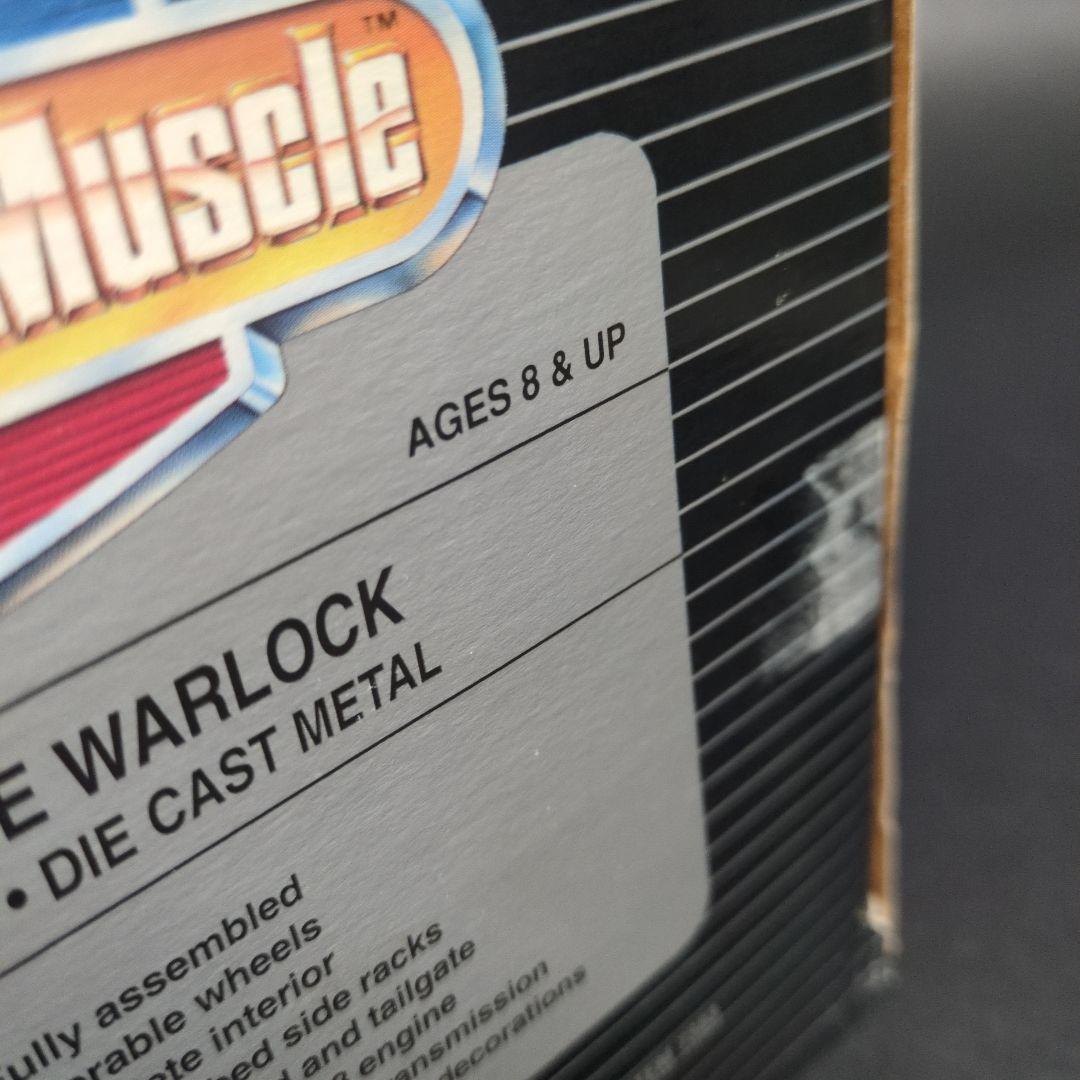 Muscle™
AGES 8 & UP
E WARLOCK
• DIE CAST METAL
ully assembled
rable wheels
te interior
ed side racks
d and tailgate
engine
ansmission
decorations